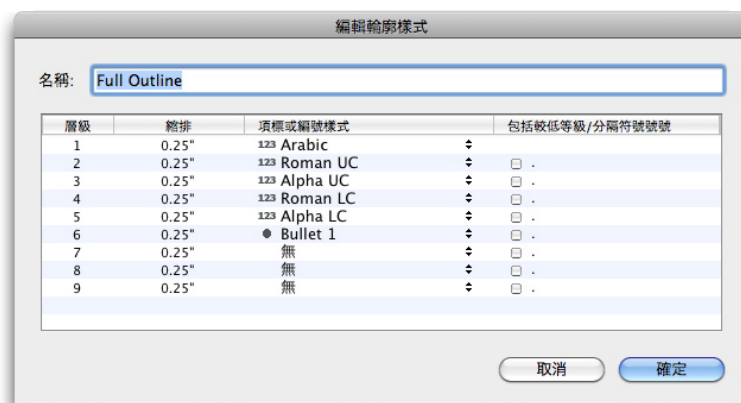 編輯輪廓樣式
名稱: Full Outline
層級 縮排 項標或編號樣式 包括較低等級/分隔符號號號
1 0.25" 123 Arabic
2 0.25" 123 Roman UC .
3 0.25" 123 Alpha UC .
4 0.25" 123 Roman LC .
5 0.25" 123 Alpha LC .
6 0.25" Bullet 1 .
7 0.25" 無 .
8 0.25" 無 .
9 0.25" 無 .
取消 確定